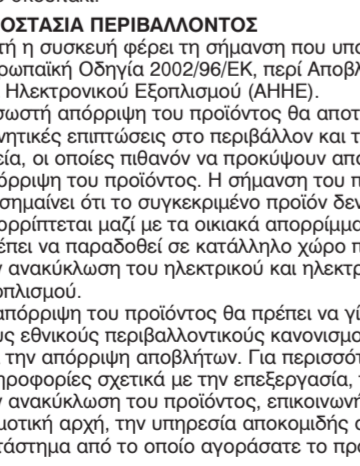 ΟΣΤΑΣΙΑ ΠΕΡΙΒΑΛΛΟΝΤΟΣ
τή η συσκευή φέρει τη σήμανση που υπο
ρωπαϊκή Οδηγία 2002/96/ΕΚ, περί Αποβλ
Ηλεκτρονικού Εξοπλισμού (ΑΗΗΕ).
σωστή απόρριψη του προϊόντος θα αποτ
νητικές επιπτώσεις στο περιβάλλον και τ
εία, οι οποίες πιθανόν να προκύψουν απο
όρριψη του προϊόντος. Η σήμανση του π
σημαίνει ότι το συγκεκριμένο προϊόν δεν
ορρίπτεται μαζί με τα οικιακά απορρίμμα
έπει να παραδοθεί σε κατάλληλο χώρο π
ν ανακύκλωση του ηλεκτρικού και ηλεκτρ
οπλισμού.
απόρριψη του προϊόντος θα πρέπει να γί
υς εθνικούς περιβαλλοντικούς κανονισμο
την απόρριψη αποβλήτων. Για περισσότ
ηροφορίες σχετικά με την επεξεργασία, τ
ν ανακύκλωση του προϊόντος, επικοινωνή
μοτική αρχή, την υπηρεσία αποκομιδής α
τάστημα από το οποίο αγοράσατε το πρ